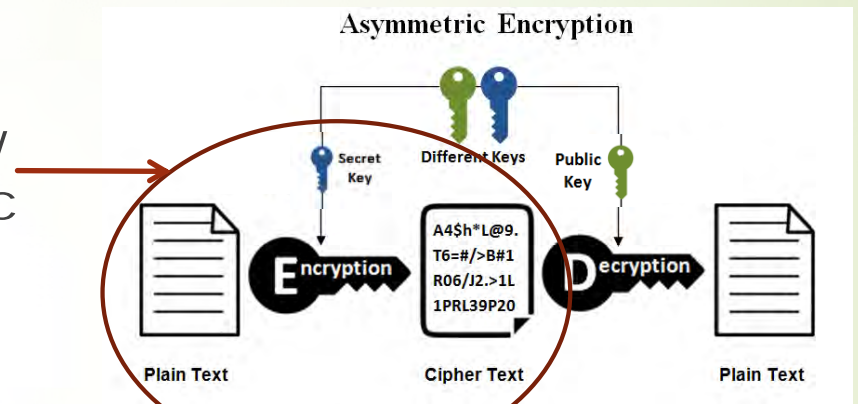 Asymmetric Encryption
Secret
Key
Different Keys
Public
Key
A4$h*L@9.
T6=#/>B#1
R06/J2.>1L
1PRL39P20
Encryption
Decryption
Plain Text
Cipher Text
Plain Text